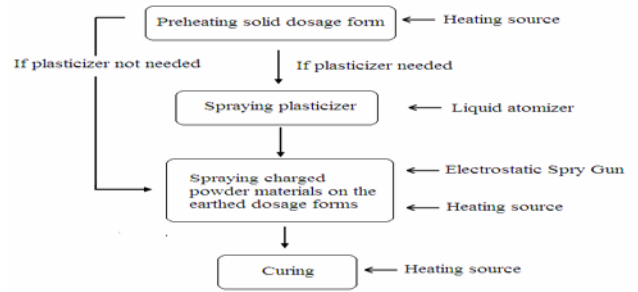 Preheating solid dosage form
Heating source
If plasticizer not needed
If plasticizer needed
Spraying plasticizer
Liquid atomizer
Spraying charged
powder materials on the
earthed dosage forms
Electrostatic Spry Gun
Heating source
Curing
Heating source